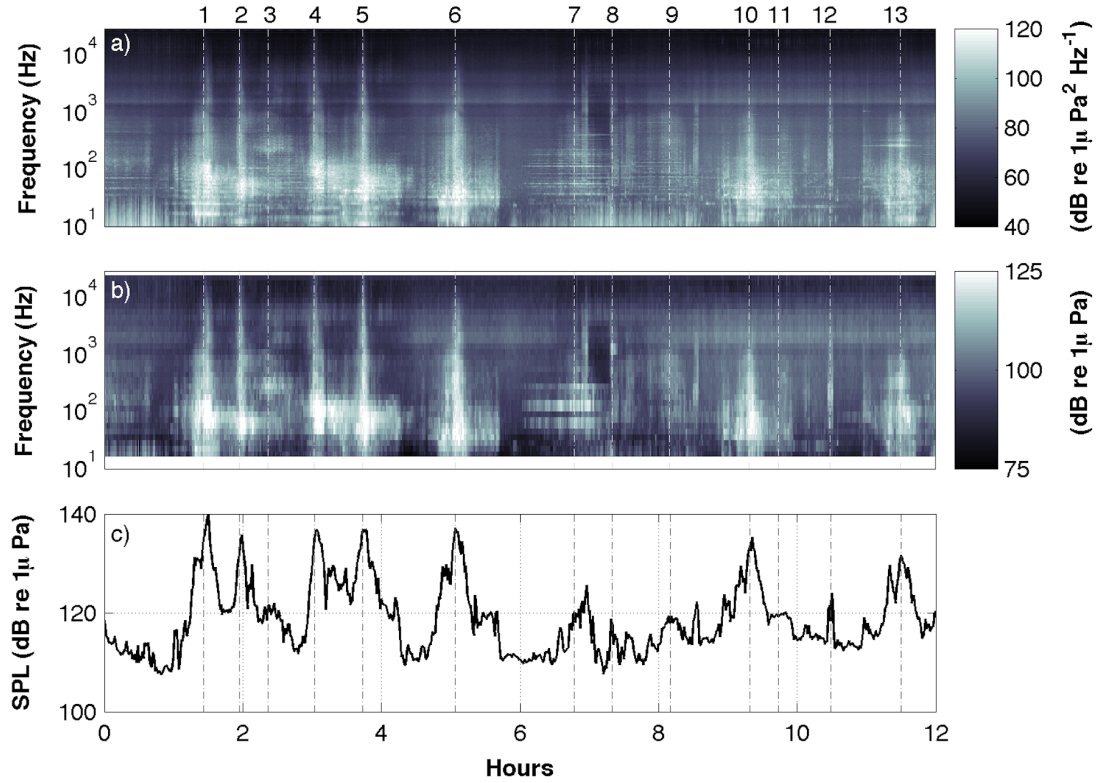 1 2 3 4 5 6 7 8 9 10 11 12 13
a)
Frequency (Hz)
10^4
10^3
10^2
10^1
120
100
80
60
40
(dB re 1μ Pa^2 Hz^-1)
b)
Frequency (Hz)
10^4
10^3
10^2
10^1
125
100
75
(dB re 1μ Pa)
c)
SPL (dB re 1μ Pa)
140
120
100
0 2 4 6 8 10 12
Hours